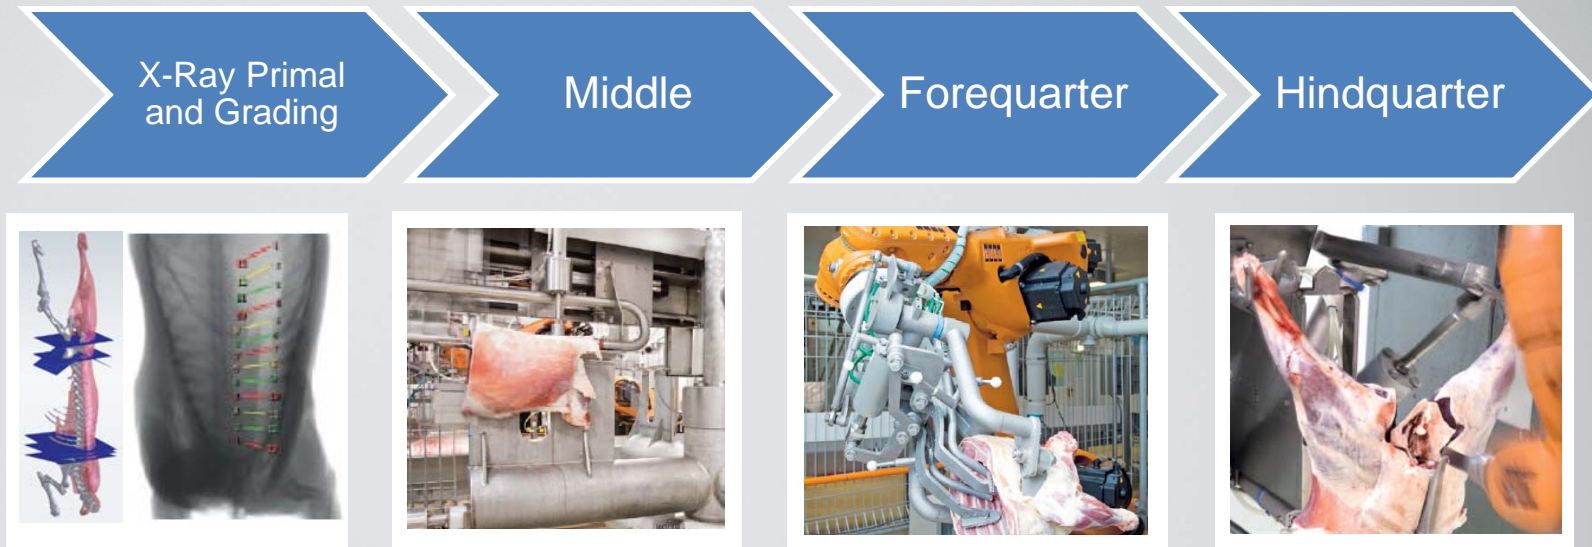 X-Ray Primal
and Grading
Middle
Forequarter
Hindquarter